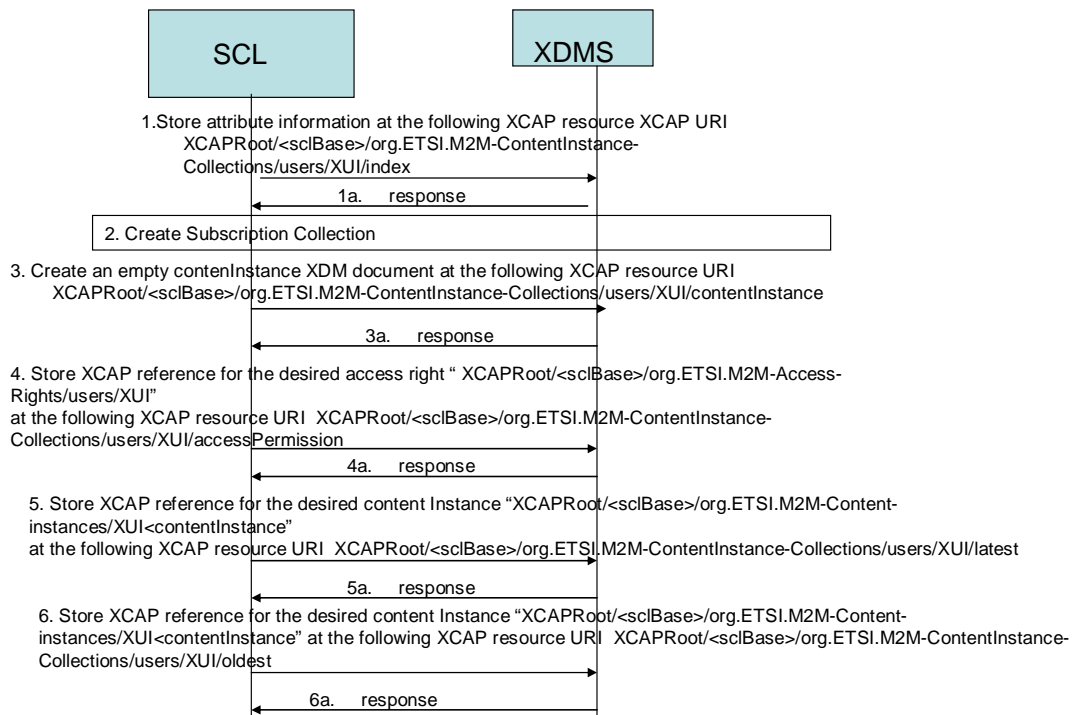 SCL
XDMS
1.Store attribute information at the following XCAP resource XCAP URI
XCAPRoot/<sclBase>/org.ETSI.M2M-ContentInstance-
Collections/users/XUI/index
1a. response
2. Create Subscription Collection
3. Create an empty contenInstance XDM document at the following XCAP resource URI
XCAPRoot/<sclBase>/org.ETSI.M2M-ContentInstance-Collections/users/XUI/contentInstance
3a. response
4. Store XCAP reference for the desired access right “ XCAPRoot/<sclBase>/org.ETSI.M2M-Access-
Rights/users/XUI”
at the following XCAP resource URI XCAPRoot/<sclBase>/org.ETSI.M2M-ContentInstance-
Collections/users/XUI/accessPermission
4a. response
5. Store XCAP reference for the desired content Instance “XCAPRoot/<sclBase>/org.ETSI.M2M-Content-
instances/XUI<contentInstance”
at the following XCAP resource URI XCAPRoot/<sclBase>/org.ETSI.M2M-ContentInstance-Collections/users/XUI/latest
5a. response
6. Store XCAP reference for the desired content Instance “XCAPRoot/<sclBase>/org.ETSI.M2M-Content-
instances/XUI<contentInstance” at the following XCAP resource URI XCAPRoot/<sclBase>/org.ETSI.M2M-ContentInstance-
Collections/users/XUI/oldest
6a. response